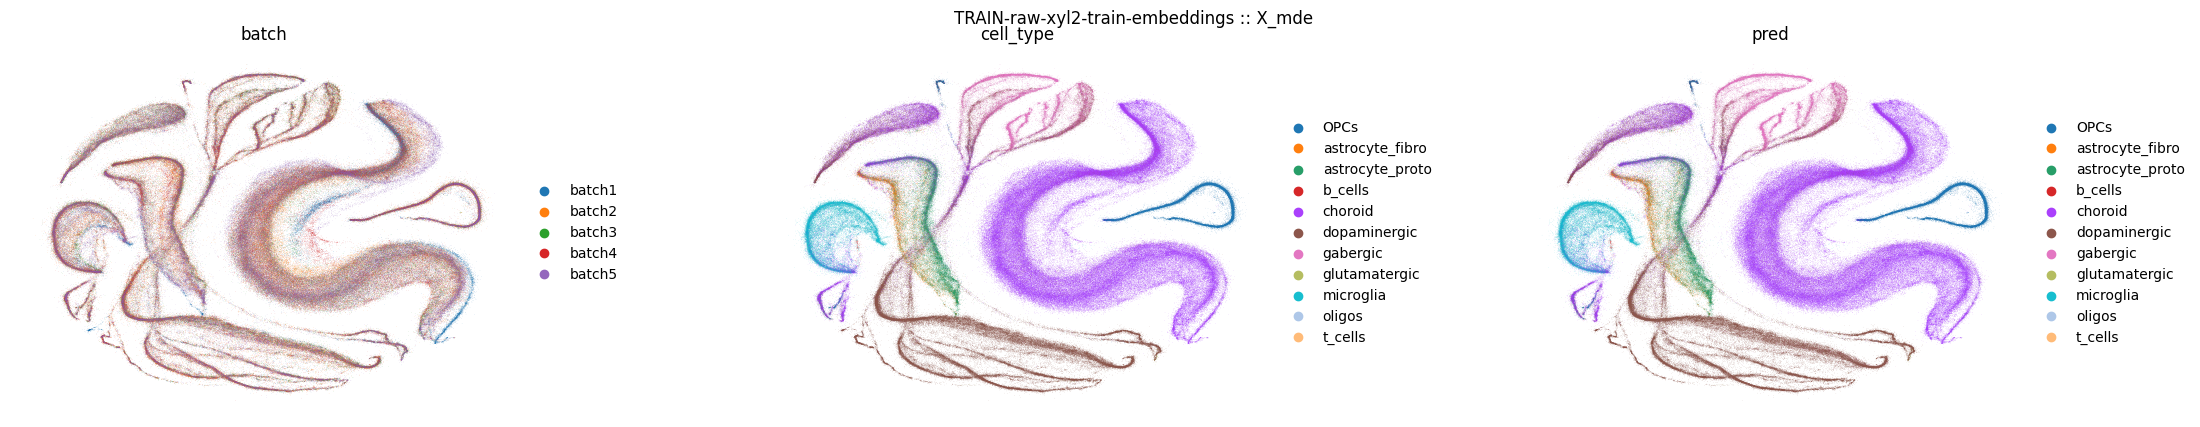 TRAIN-raw-xyl2-train-embeddings :: X_mde
batch
batch1
batch2
batch3
batch4
batch5
cell_type
OPCs
astrocyte_fibro
astrocyte_proto
b_cells
choroid
dopaminergic
gabergic
glutamatergic
microglia
oligos
t_cells
pred
OPCs
astrocyte_fibro
astrocyte_proto
b_cells
choroid
dopaminergic
gabergic
glutamatergic
microglia
oligos
t_cells